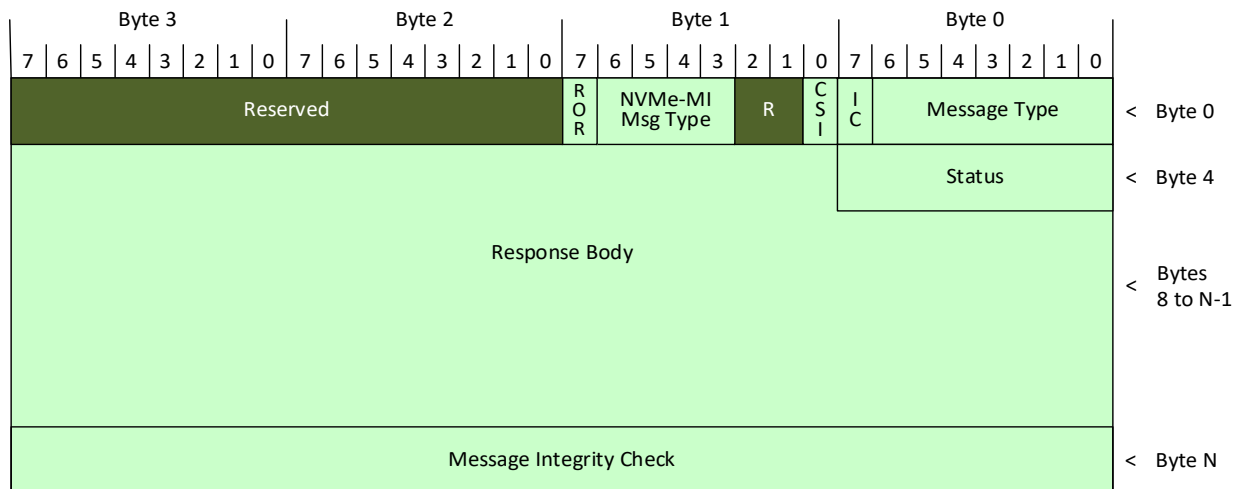 Byte 3 Byte 2 Byte 1 Byte 0
7 6 5 4 3 2 1 0 7 6 5 4 3 2 1 0 7 6 5 4 3 2 1 0 7 6 5 4 3 2 1 0
Reserved
R
O
R
NVMe-MI
Msg Type
R
C
S
I
I
C
Message Type
< Byte 0
Status
< Byte 4
Response Body
< Bytes
8 to N-1
Message Integrity Check
< Byte N